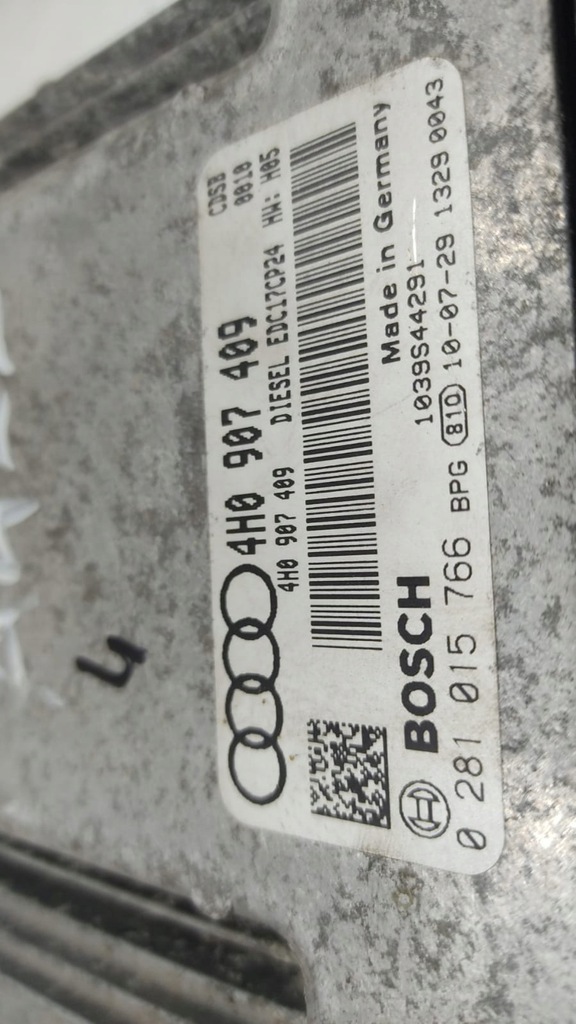 4H0 907 409
CDSB
0010
4H0 907 409 DIESEL EDC17CP24 HW: H05
Made in Germany
BOSCH
1039S44291
0 281 015 766 BPG 810 10-07-29 1329 0043
4